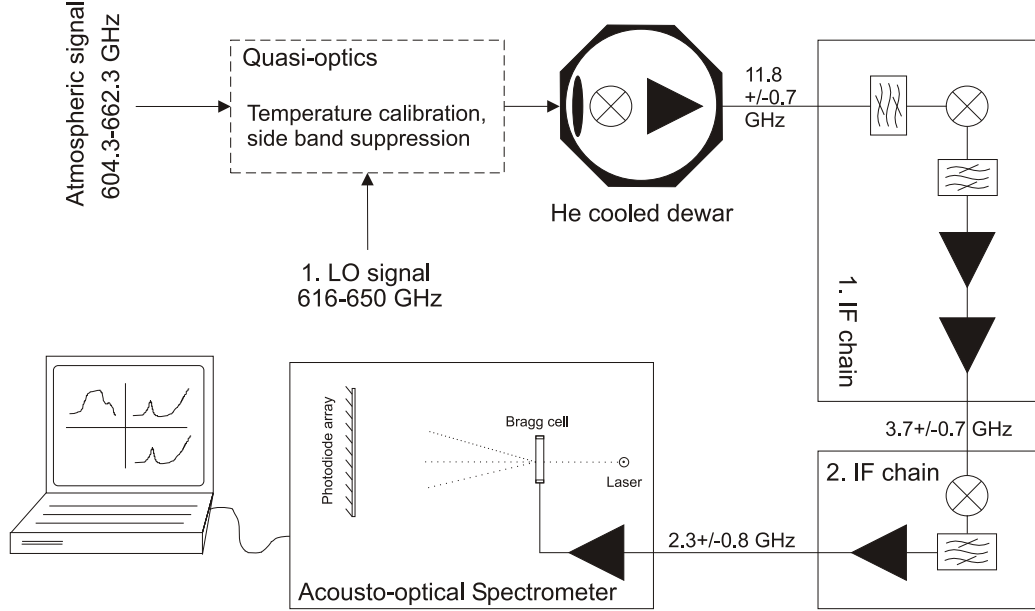 Atmospheric signal
604.3-662.3 GHz
Quasi-optics
Temperature calibration,
side band suppression
1. LO signal
616-650 GHz
He cooled dewar
11.8
+/-0.7
GHz
1. IF chain
3.7+/-0.7 GHz
2. IF chain
2.3+/-0.8 GHz
Photodiode array
Bragg cell
Laser
Acousto-optical Spectrometer